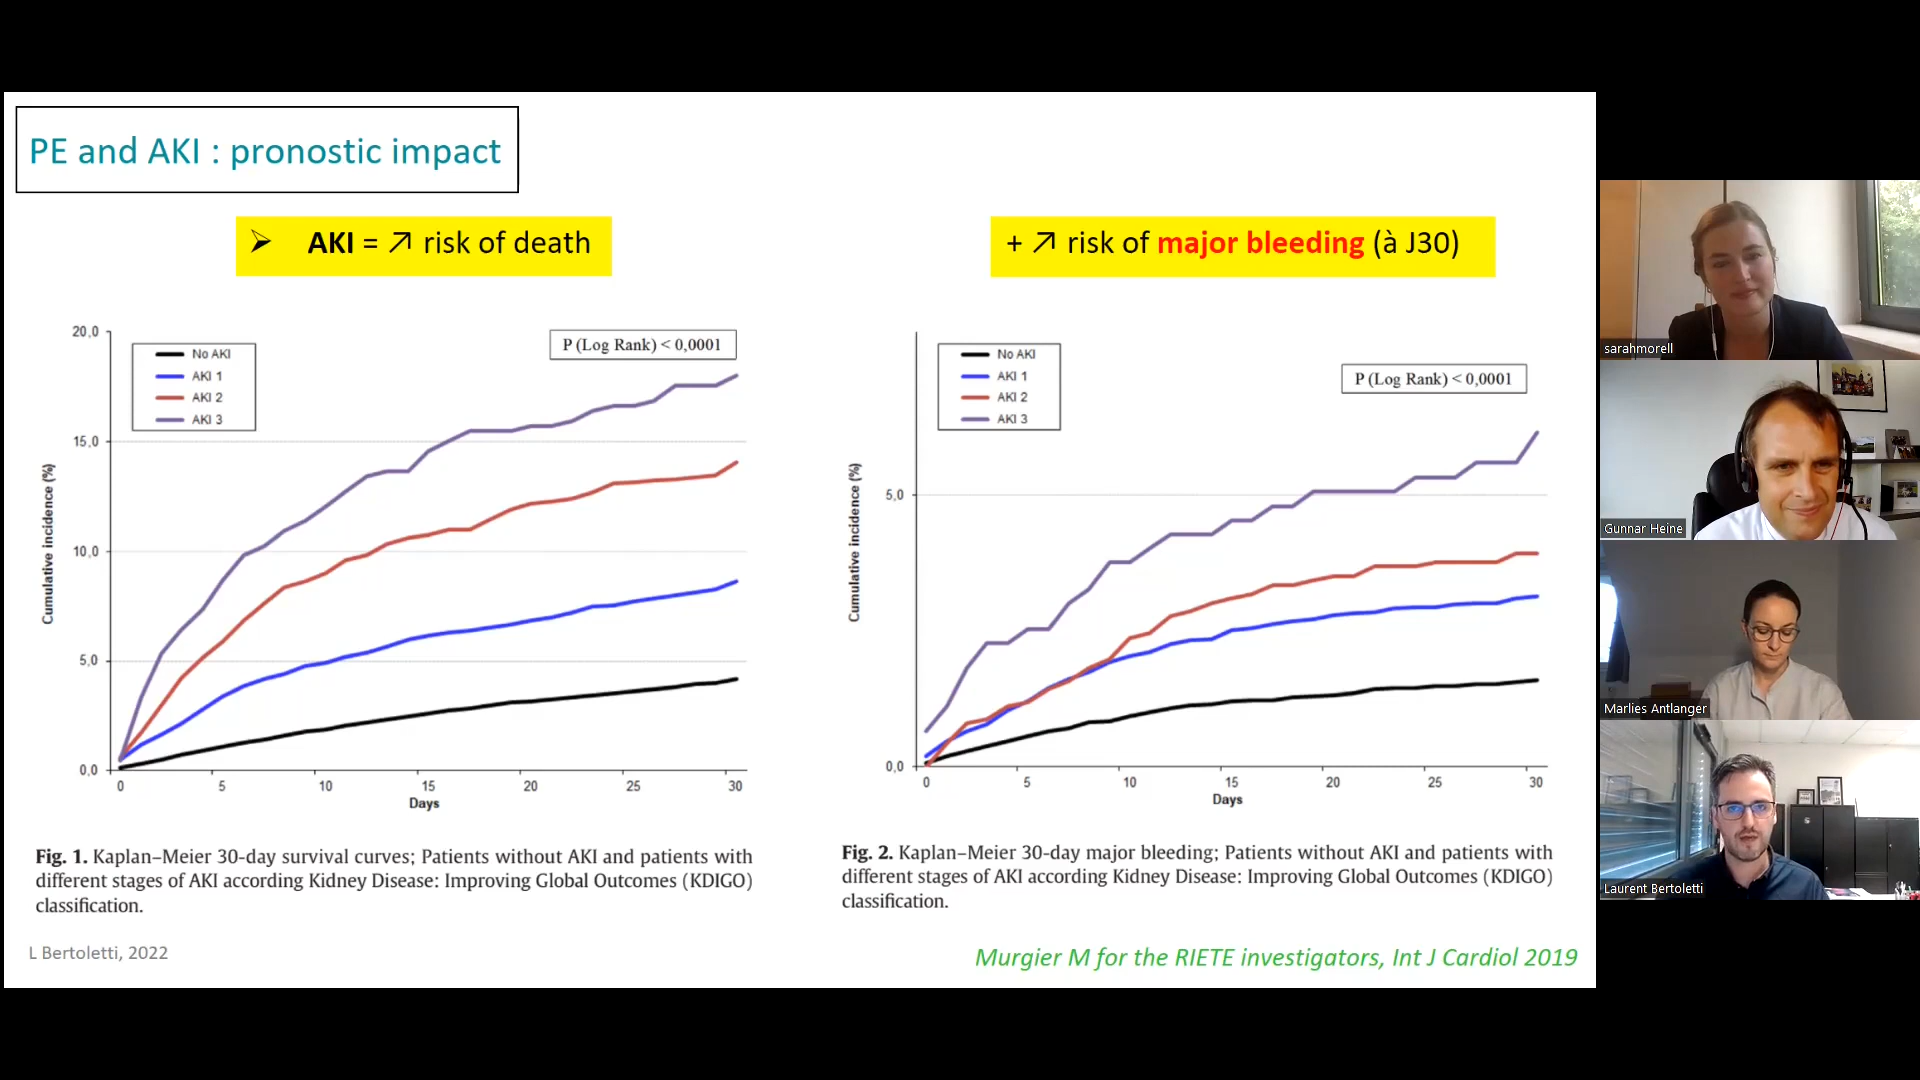 PE and AKI : pronostic impact
➢ AKI = ↗ risk of death
+ ↗ risk of major bleeding (à J30)
20,0
15,0
10,0
5,0
0,0
Cumulative incidence (%)
No AKI
AKI 1
AKI 2
AKI 3
P (Log Rank) < 0,0001
0 5 10 15 20 25 30
Days
5,0
0,0
Cumulative incidence (%)
No AKI
AKI 1
AKI 2
AKI 3
P (Log Rank) < 0,0001
0 5 10 15 20 25 30
Days
Fig. 1. Kaplan–Meier 30-day survival curves; Patients without AKI and patients with
different stages of AKI according Kidney Disease: Improving Global Outcomes (KDIGO)
classification.
Fig. 2. Kaplan–Meier 30-day major bleeding; Patients without AKI and patients with
different stages of AKI according Kidney Disease: Improving Global Outcomes (KDIGO)
classification.
L Bertoletti, 2022
Murgier M for the RIETE investigators, Int J Cardiol 2019
sarahmorell
Gunnar Heine
Marlies Antlanger
Laurent Bertoletti